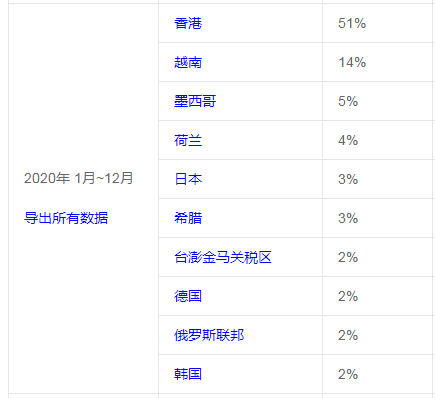 香港 51%
越南 14%
墨西哥 5%
荷兰 4%
2020年 1月~12月
日本 3%
导出所有数据
希腊 3%
台澎金马关税区 2%
德国 2%
俄罗斯联邦 2%
韩国 2%